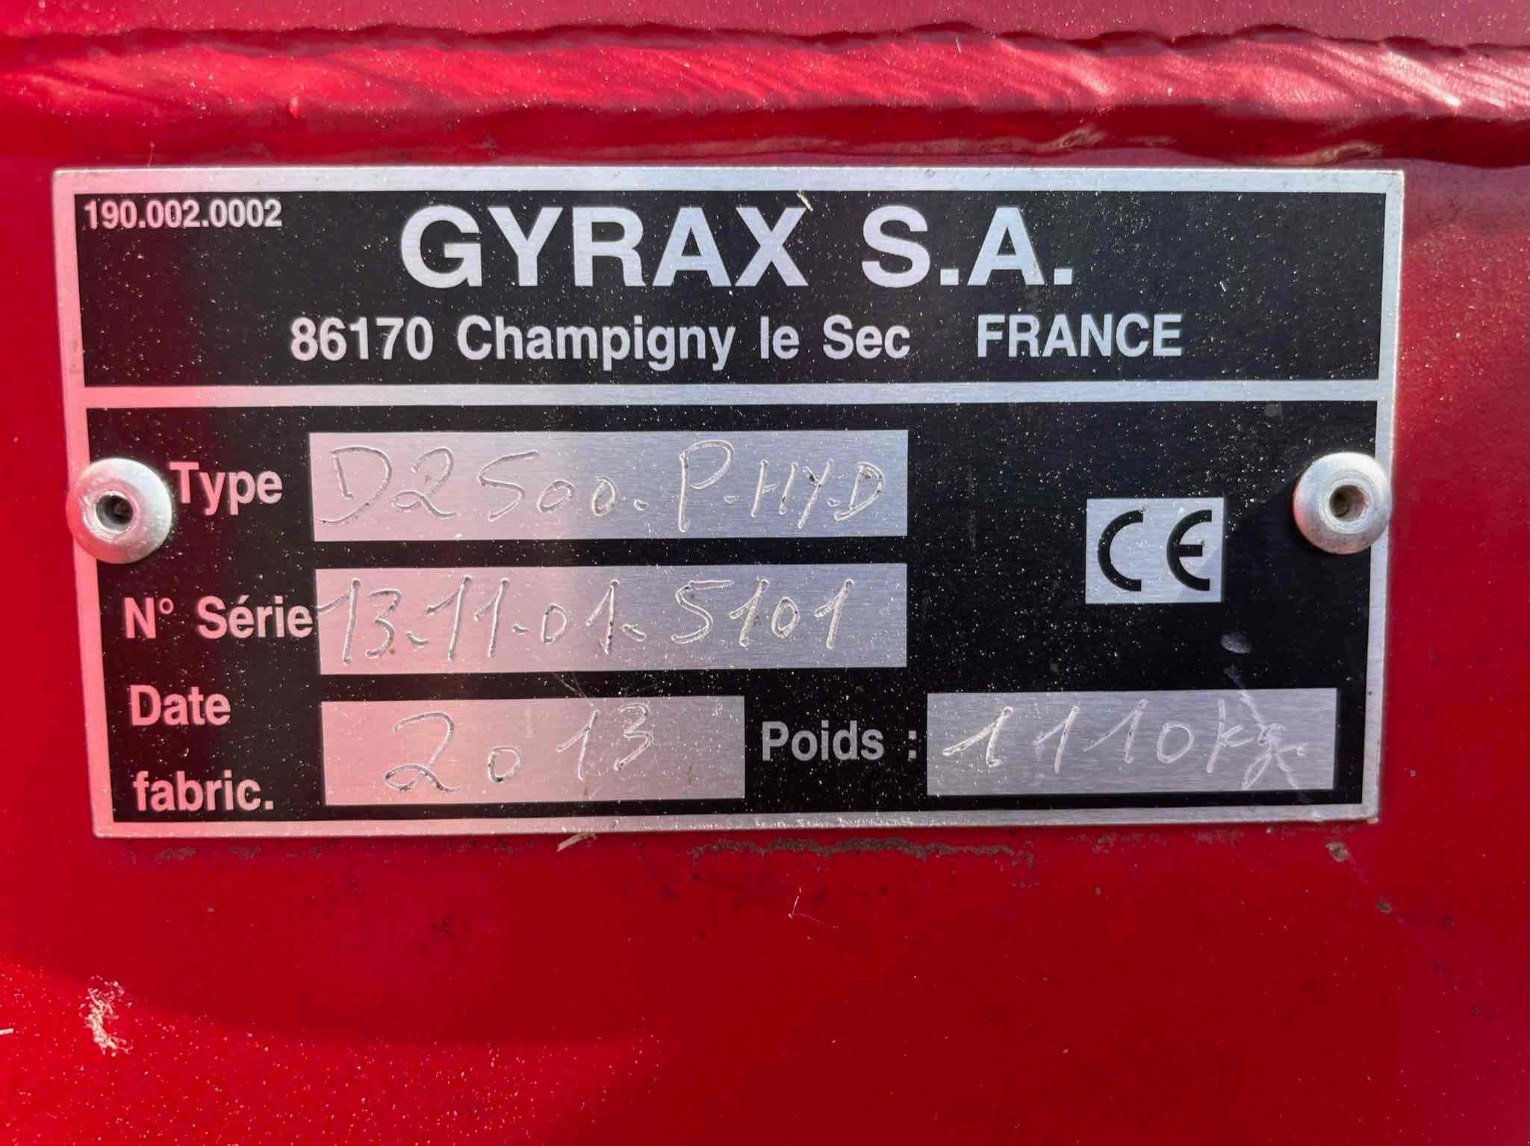 190.002.0002
GYRAX S.A.
86170 Champigny le Sec FRANCE
Type D2500.P.HY.D
CE
N° Série 13.11.01.5101
Date fabric. 2013
Poids : 1110kg.